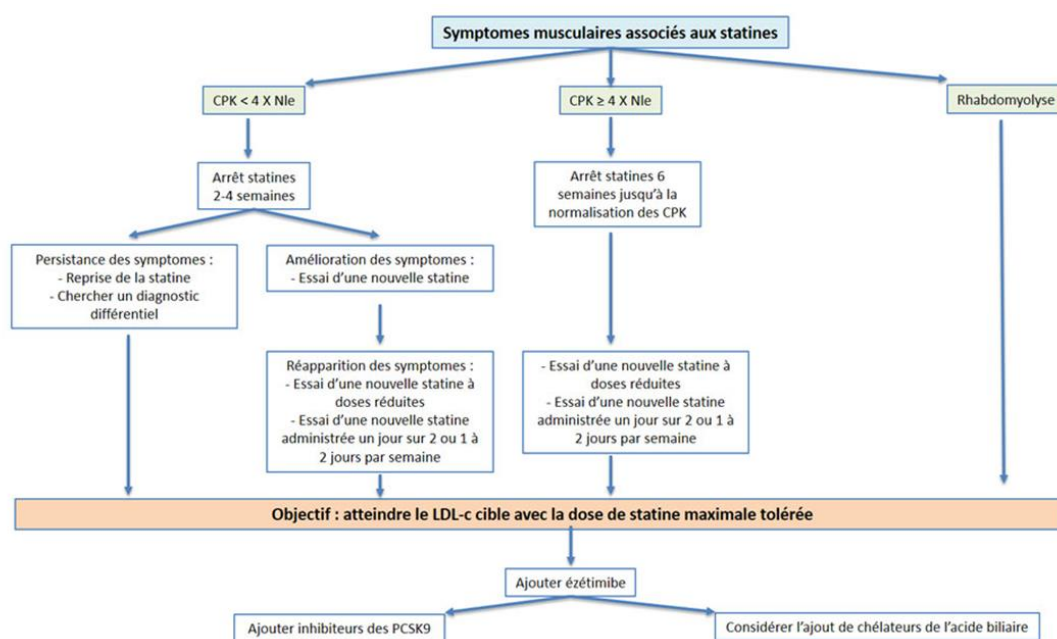 Symptomes musculaires associés aux statines
CPK < 4 X Nle
CPK ≥ 4 X Nle
Rhabdomyolyse
Arrêt statines
2-4 semaines
Arrêt statines 6
semaines jusqu'à la
normalisation des CPK
Persistance des symptomes :
- Reprise de la statine
- Chercher un diagnostic
différentiel
Amélioration des symptomes :
- Essai d'une nouvelle statine
Réapparition des symptomes :
- Essai d'une nouvelle statine à
doses réduites
- Essai d'une nouvelle statine
administrée un jour sur 2 ou 1 à
2 jours par semaine
- Essai d'une nouvelle statine à
doses réduites
- Essai d'une nouvelle statine
administrée un jour sur 2 ou 1 à
2 jours par semaine
Objectif : atteindre le LDL-c cible avec la dose de statine maximale tolérée
Ajouter ézétimibe
Ajouter inhibiteurs des PCSK9
Considérer l'ajout de chélateurs de l'acide biliaire